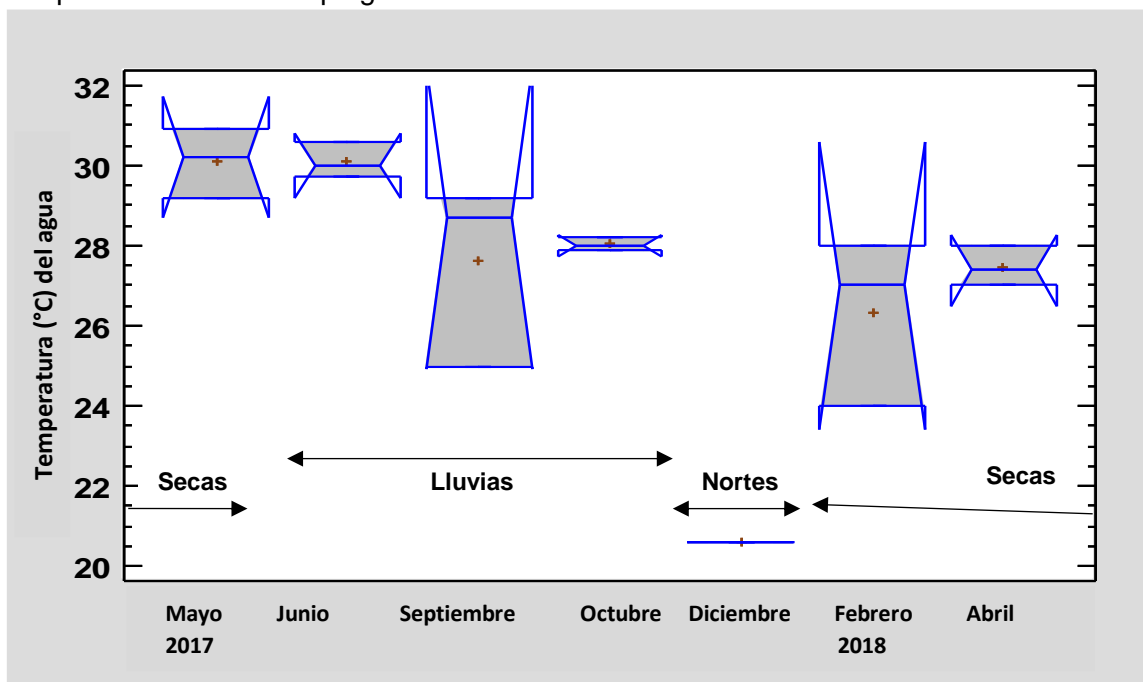 32
30
28
26
24
22
20
Temperatura (°C) del agua
Secas
Lluvias
Nortes
Secas
Mayo Junio Septiembre Octubre Diciembre Febrero Abril
2017 2018